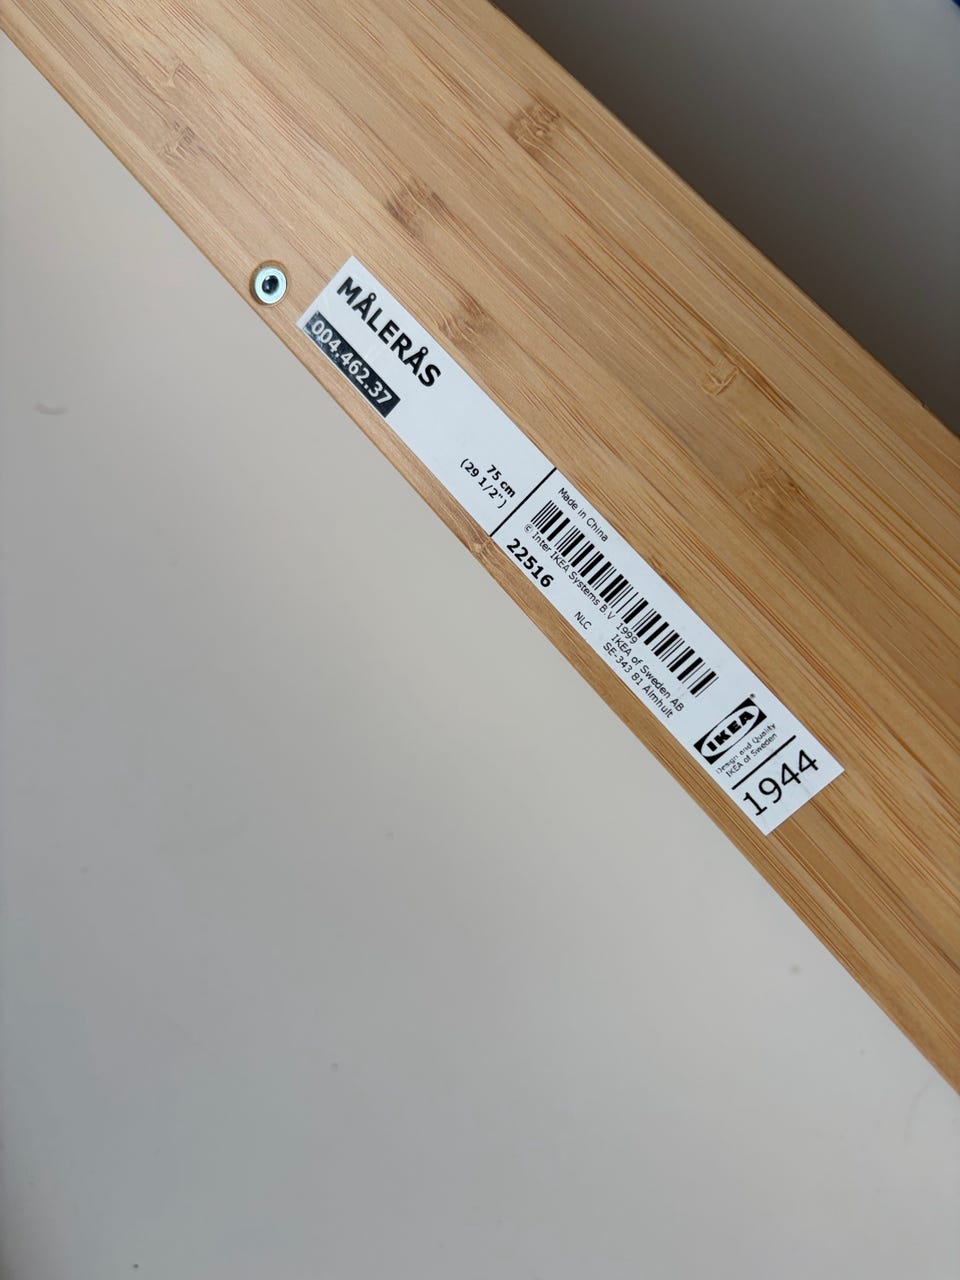 MÅLERÅS
004.462.37
75 cm
(29 1/2")
Made in China
© Inter IKEA Systems B.V 1999
22516
NLC
IKEA of Sweden AB
SE-343 81 Älmhult
IKEA®
Design and Quality
IKEA of Sweden
1944